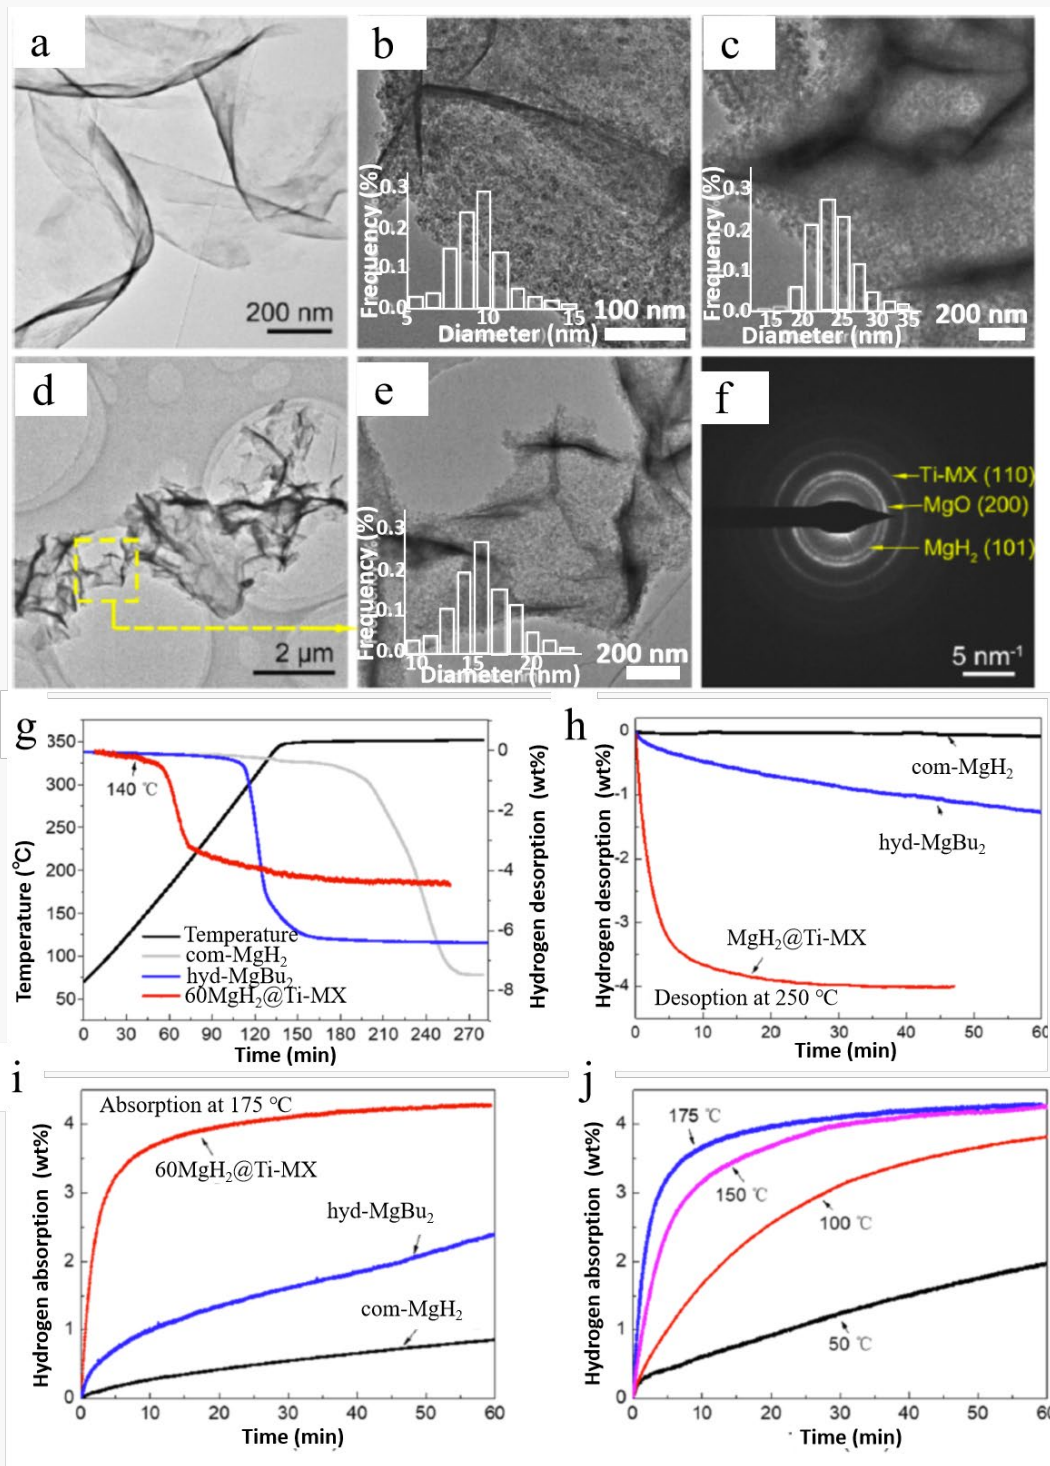 a
200 nm
b
Frequency (%)
0.3
0.2
0.1
0.0
5 10 15
Diameter (nm)
100 nm
c
Frequency (%)
0.3
0.2
0.1
0.0
15 20 25 30 35
Diameter (nm)
200 nm
d
2 μm
e
Frequency (%)
0.3
0.2
0.1
0.0
10 15 20
Diameter (nm)
200 nm
f
Ti-MX (110)
MgO (200)
MgH2 (101)
5 nm-1
g
Temperature (℃)
350
300
250
200
150
100
50
140 ℃
Temperature
com-MgH2
hyd-MgBu2
60MgH2@Ti-MX
0 30 60 90 120 150 180 210 240 270
Time (min)
0
-2
-4
-6
-8
Hydrogen desorption (wt%)
h
Hydrogen desorption (wt%)
0
-1
-2
-3
-4
com-MgH2
hyd-MgBu2
MgH2@Ti-MX
Desoption at 250 ℃
0 10 20 30 40 50 60
Time (min)
i
Hydrogen absorption (wt%)
4
3
2
1
0
Absorption at 175 ℃
60MgH2@Ti-MX
hyd-MgBu2
com-MgH2
0 10 20 30 40 50 60
Time (min)
j
Hydrogen absorption (wt%)
4
3
2
1
0
175 ℃
150 ℃
100 ℃
50 ℃
0 10 20 30 40 50 60
Time (min)